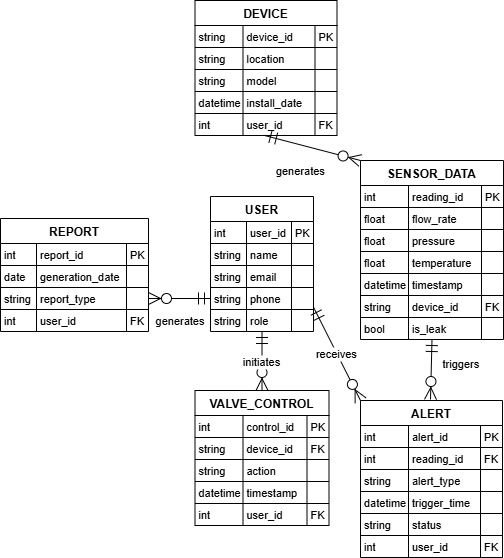 DEVICE
string device_id PK
string location
string model
datetime install_date
int user_id FK
generates
SENSOR_DATA
int reading_id PK
float flow_rate
float pressure
float temperature
datetime timestamp
string device_id FK
bool is_leak
USER
int user_id PK
string name
string email
string phone
string role
REPORT
int report_id PK
date generation_date
string report_type
int user_id FK
generates
initiates
receives
triggers
VALVE_CONTROL
int control_id PK
string device_id FK
string action
datetime timestamp
int user_id FK
ALERT
int alert_id PK
int reading_id FK
string alert_type
datetime trigger_time
string status
int user_id FK